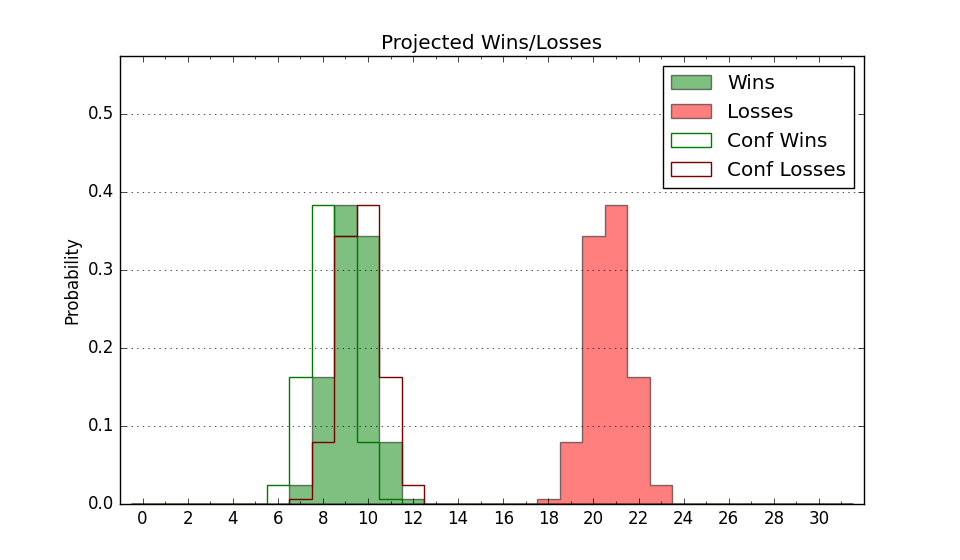 Projected Wins/Losses
Wins
Losses
Conf Wins
Conf Losses
Probability
0.5
0.4
0.3
0.2
0.1
0.0
0 2 4 6 8 10 12 14 16 18 20 22 24 26 28 30